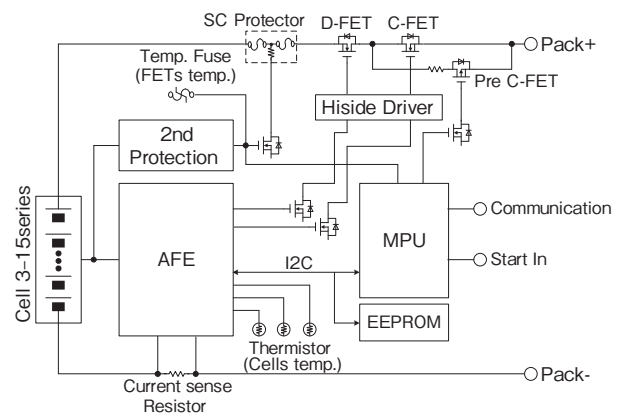 SC Protector
D-FET
C-FET
Pack+
Temp. Fuse
(FETs temp.)
Pre C-FET
Hiside Driver
2nd
Protection
Cell 3-15series
AFE
MPU
Communication
Start In
I2C
EEPROM
Thermistor
(Cells temp.)
Current sense
Resistor
Pack-